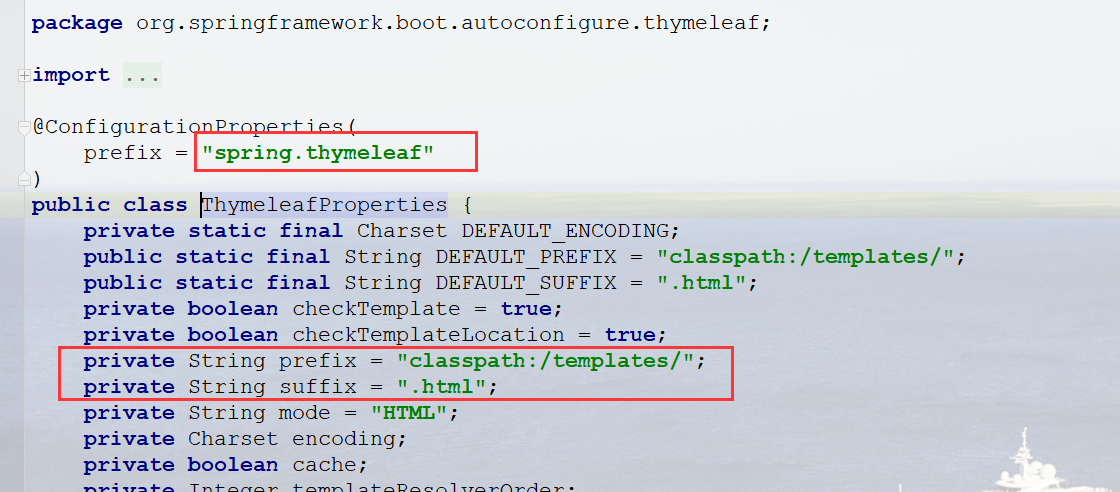 package org.springframework.boot.autoconfigure.thymeleaf;
import ...
@ConfigurationProperties(
    prefix = "spring.thymeleaf"
)
public class ThymeleafProperties {
    private static final Charset DEFAULT_ENCODING;
    public static final String DEFAULT_PREFIX = "classpath:/templates/";
    public static final String DEFAULT_SUFFIX = ".html";
    private boolean checkTemplate = true;
    private boolean checkTemplateLocation = true;
    private String prefix = "classpath:/templates/";
    private String suffix = ".html";
    private String mode = "HTML";
    private Charset encoding;
    private boolean cache;
    private Integer templateResolverOrder;